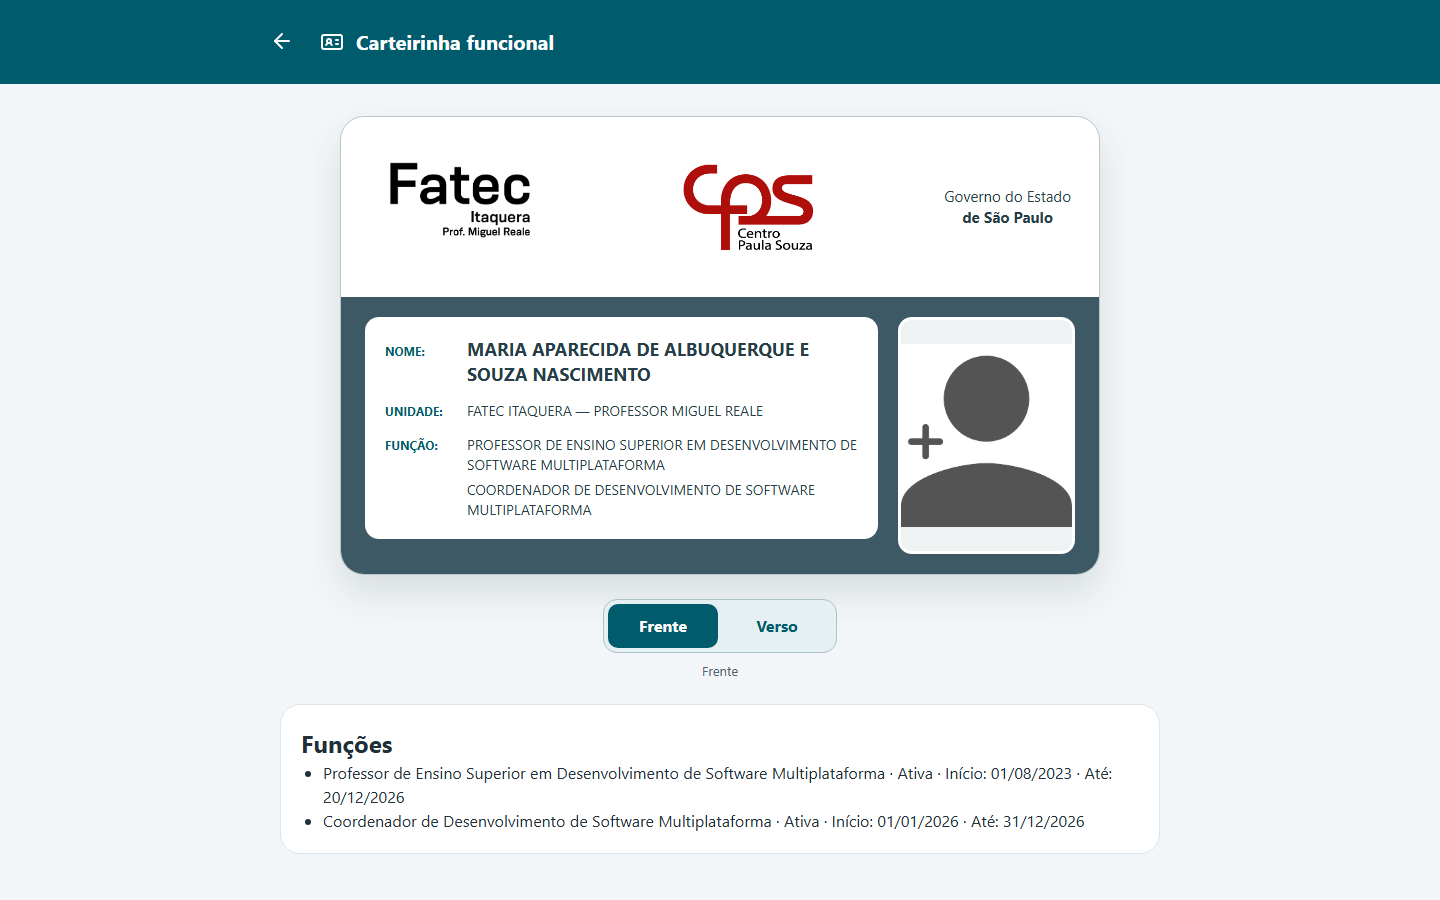 Carteirinha funcional
Fatec
Itaquera
Prof. Miguel Reale
cps
Centro
Paula Souza
Governo do Estado
de São Paulo
NOME:
MARIA APARECIDA DE ALBUQUERQUE E
SOUZA NASCIMENTO
UNIDADE:
FATEC ITAQUERA — PROFESSOR MIGUEL REALE
FUNÇÃO:
PROFESSOR DE ENSINO SUPERIOR EM DESENVOLVIMENTO DE
SOFTWARE MULTIPLATAFORMA
COORDENADOR DE DESENVOLVIMENTO DE SOFTWARE
MULTIPLATAFORMA
Frente
Verso
Frente
Funções
• Professor de Ensino Superior em Desenvolvimento de Software Multiplataforma · Ativa · Início: 01/08/2023 · Até:
20/12/2026
• Coordenador de Desenvolvimento de Software Multiplataforma · Ativa · Início: 01/01/2026 · Até: 31/12/2026